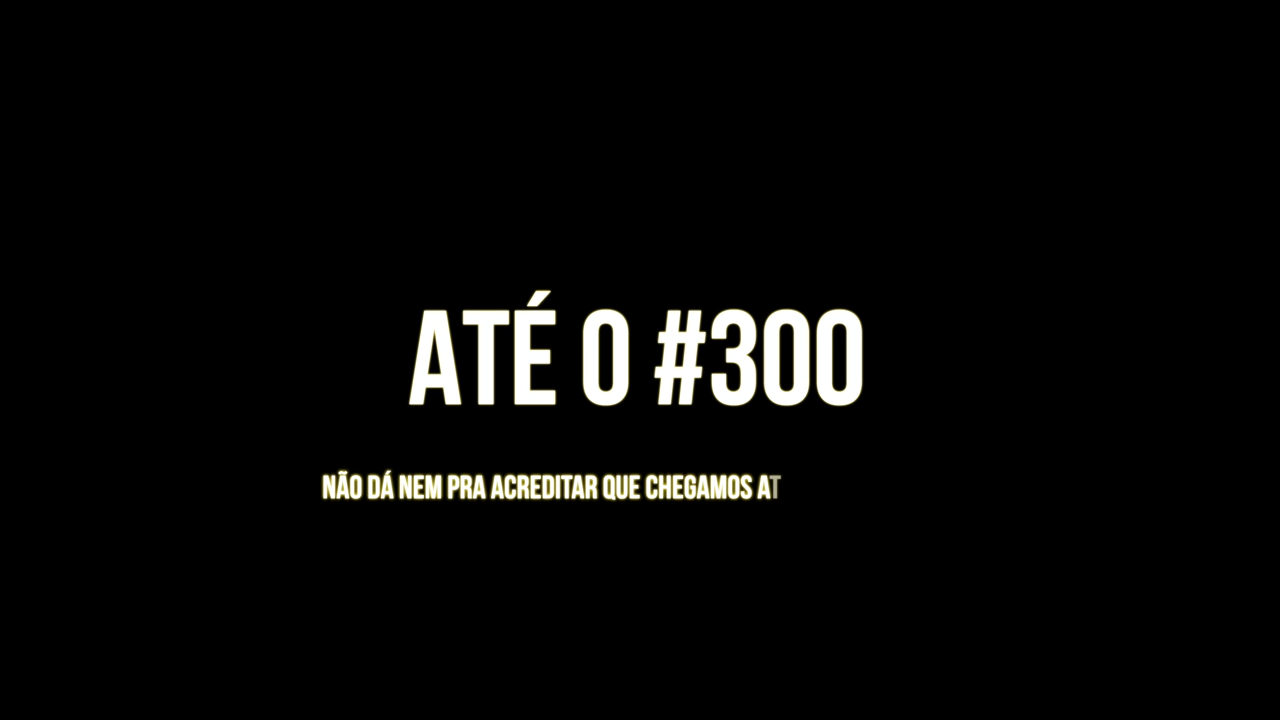 ATÉ O #300
NÃO DÁ NEM PRA ACREDITAR QUE CHEGAMOS AT